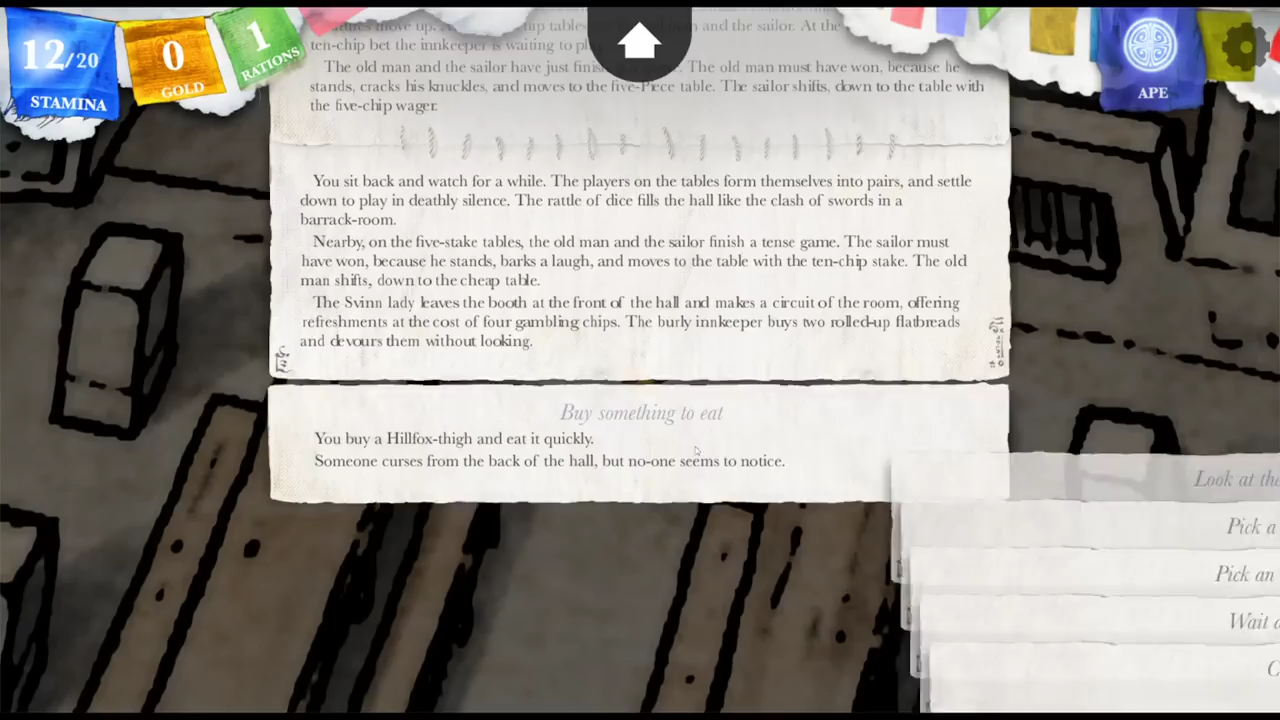 12/20
STAMINA
0
GOLD
1
RATIONS
APE
and the sailor. At the
ten-chip bet the innkeeper is waiting to
The old man and the sailor have just The old man must have won, because he
stands, cracks his knuckles, and moves to the five-Piece table. The sailor shifts, down to the table with
the five-chip wager.
You sit back and watch for a while. The players on the tables form themselves into pairs, and settle
down to play in deathly silence. The rattle of dice fills the hall like the clash of swords in a
barrack-room.
Nearby, on the five-stake tables, the old man and the sailor finish a tense game. The sailor must
have won, because he stands, barks a laugh, and moves to the table with the ten-chip stake. The old
man shifts, down to the cheap table.
The Svinn lady leaves the booth at the front of the hall and makes a circuit of the room, offering
refreshments at the cost of four gambling chips. The burly innkeeper buys two rolled-up flatbreads
and devours them without looking.
Buy something to eat
You buy a Hillfox-thigh and eat it quickly.
Someone curses from the back of the hall, but no-one seems to notice.
Look at the
Pick a
Pick an
Wait
C